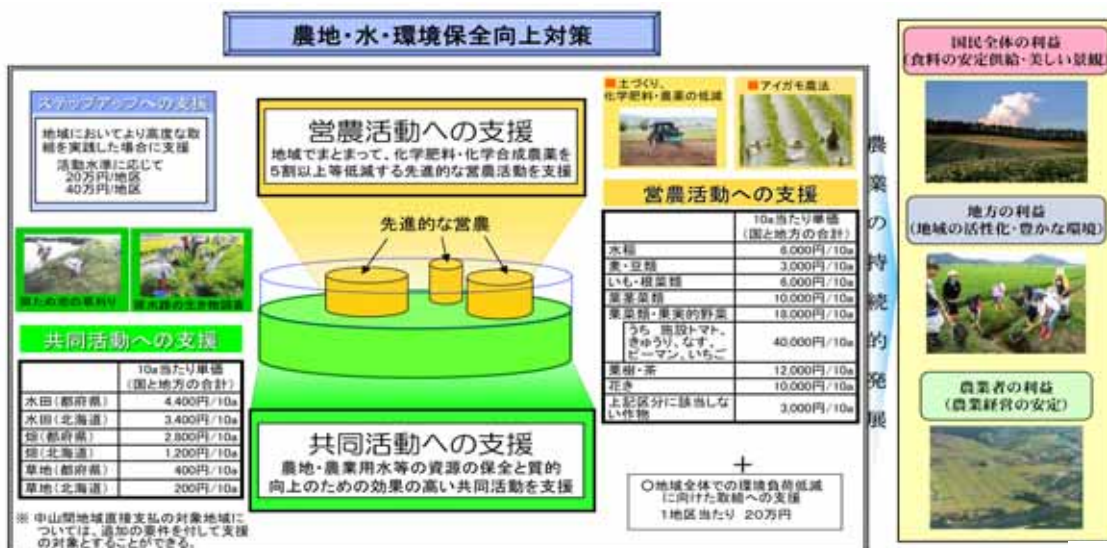 農地・水・環境保全向上対策
ステップアップへの支援
地域においてより高度な取
組を実践した場合に支援
活動水準に応じて
20万円/地区
40万円/地区
営農活動への支援
地域でまとまって、化学肥料・化学合成農薬を
5割以上等低減する先進的な営農活動を支援
先進的な営農
■土づくり、
化学肥料・農薬の低減
■アイガモ農法
の草刈り
共同活動への支援
10a当たり単価
(国と地方の合計)
水田(都府県) 4,400円/10a
水田(北海道) 3,400円/10a
畑(都府県) 2,800円/10a
畑(北海道) 1,200円/10a
草地(都府県) 400円/10a
草地(北海道) 200円/10a
※ 中山間地域直接支払の対象地域に
ついては、追加の要件を付して支援
の対象とすることができる。
共同活動への支援
農地・農業用水等の資源の保全と質的
向上のための効果の高い共同活動を支援
営農活動への支援
10a当たり単価
(国と地方の合計)
水稲 6,000円/10a
麦・豆類 3,000円/10a
いも・根菜類 6,000円/10a
葉茎菜類 10,000円/10a
果菜類・果実的野菜 18,000円/10a
うち 施設トマト、
きゅうり、なす、
ピーマン、いちご 40,000円/10a
果樹・茶 12,000円/10a
花き 10,000円/10a
上記区分に該当しな
い作物 3,000円/10a
+
○地域全体での環境負荷低減
に向けた取組への支援
1地区当たり 20万円
農業の持続的発展
国民全体の利益
(食料の安定供給・美しい景観)
地方の利益
(地域の活性化・豊かな環境)
農業者の利益
(農業経営の安定)